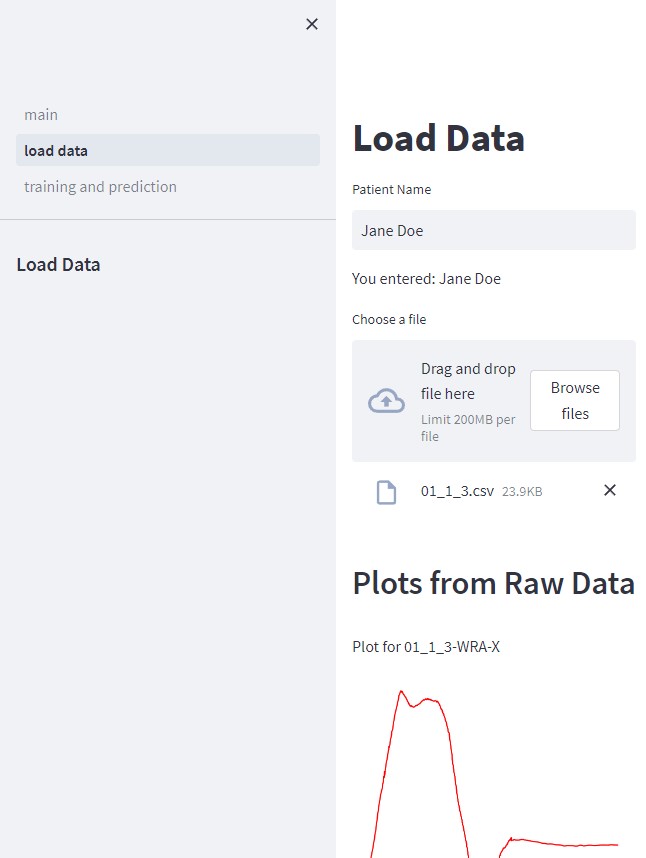 main
load data
training and prediction
Load Data
Load Data
Patient Name
Jane Doe
You entered: Jane Doe
Choose a file
Drag and drop
file here
Limit 200MB per
file
Browse
files
01_1_3.csv 23.9KB
Plots from Raw Data
Plot for 01_1_3-WRA-X